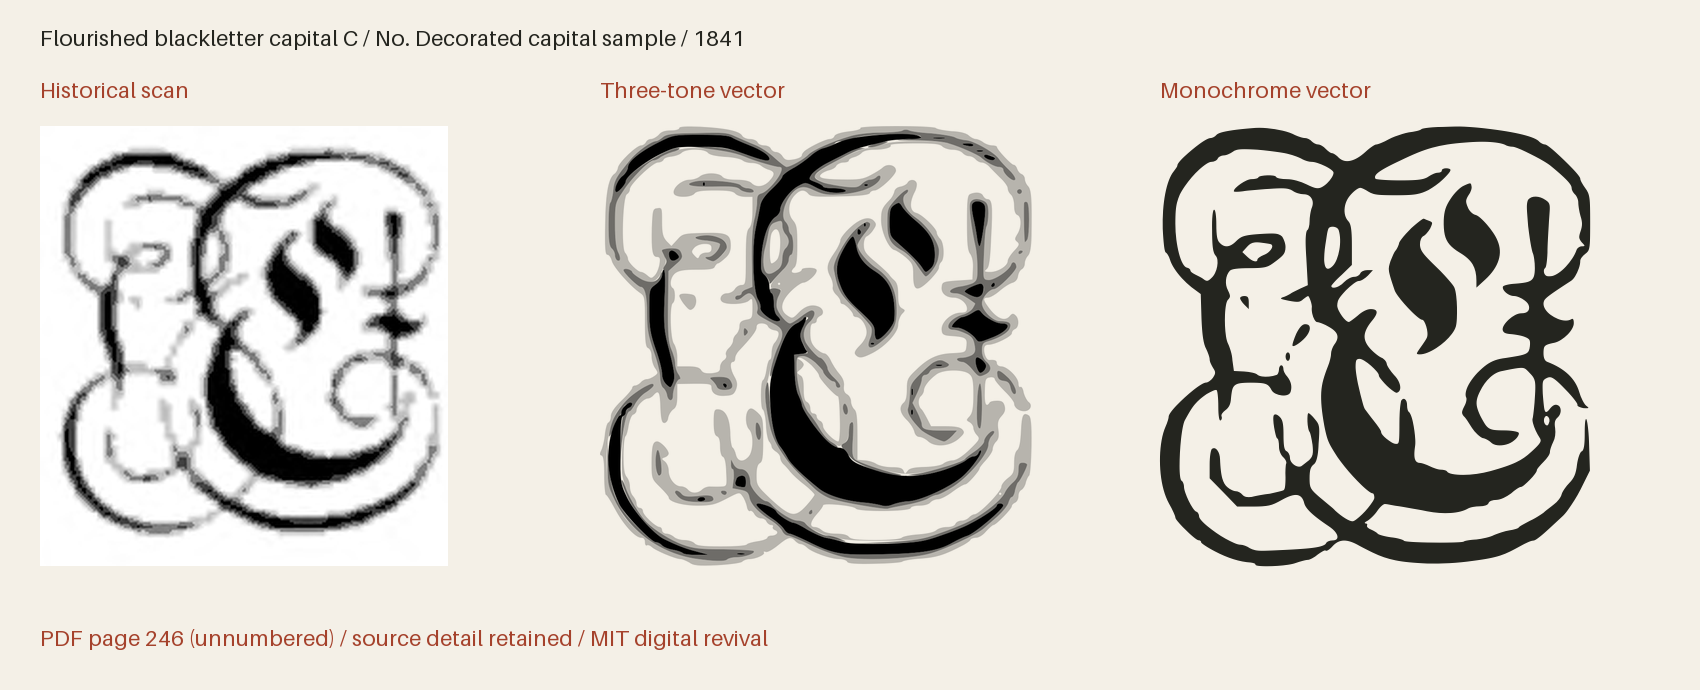 Flourished blackletter capital C / No. Decorated capital sample / 1841
Historical scan
Three-tone vector
Monochrome vector
PDF page 246 (unnumbered) / source detail retained / MIT digital revival